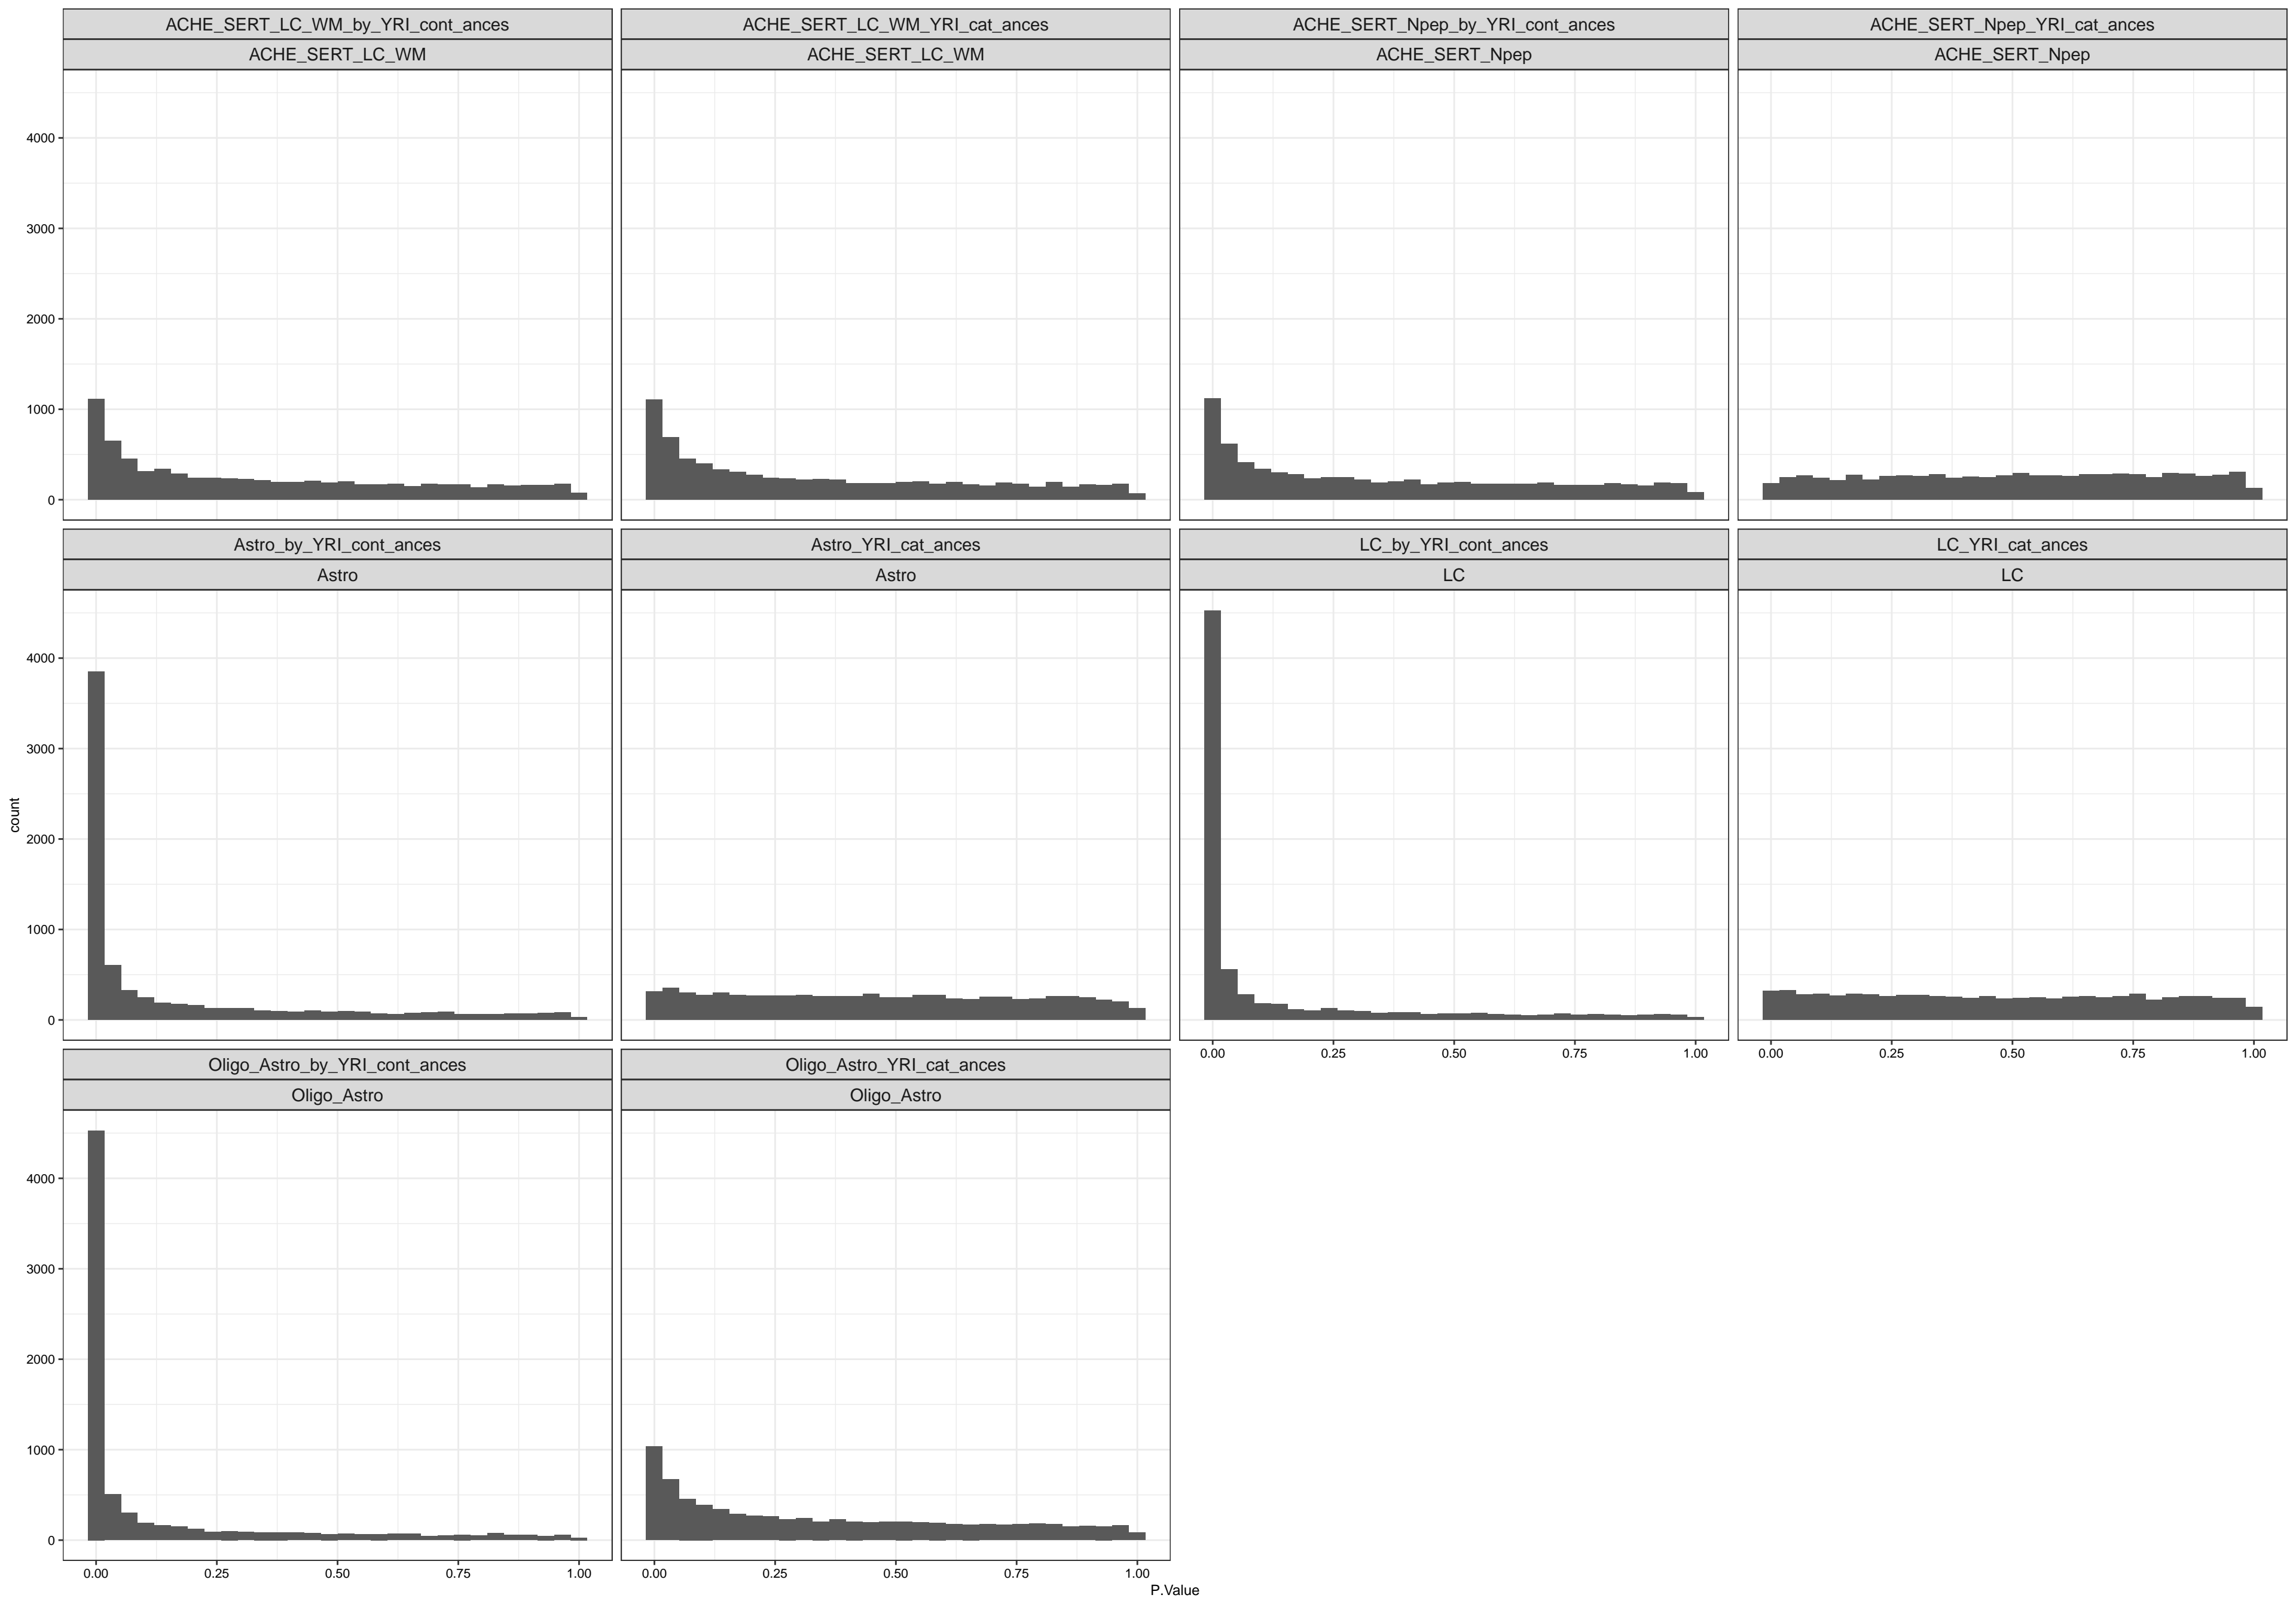 ACHE_SERT_LC_WM_by_YRI_cont_ances
ACHE_SERT_LC_WM_YRI_cat_ances
ACHE_SERT_Npep_by_YRI_cont_ances
ACHE_SERT_Npep_YRI_cat_ances
ACHE_SERT_LC_WM
ACHE_SERT_LC_WM
ACHE_SERT_Npep
ACHE_SERT_Npep
4000
3000
2000
1000
0
Astro_by_YRI_cont_ances
Astro_YRI_cat_ances
LC_by_YRI_cont_ances
LC_YRI_cat_ances
Astro
Astro
LC
LC
4000
3000
2000
1000
0
count
0.00 0.25 0.50 0.75 1.00
0.00 0.25 0.50 0.75 1.00
Oligo_Astro_by_YRI_cont_ances
Oligo_Astro_YRI_cat_ances
Oligo_Astro
Oligo_Astro
4000
3000
2000
1000
0
0.00 0.25 0.50 0.75 1.00
0.00 0.25 0.50 0.75 1.00
P.Value